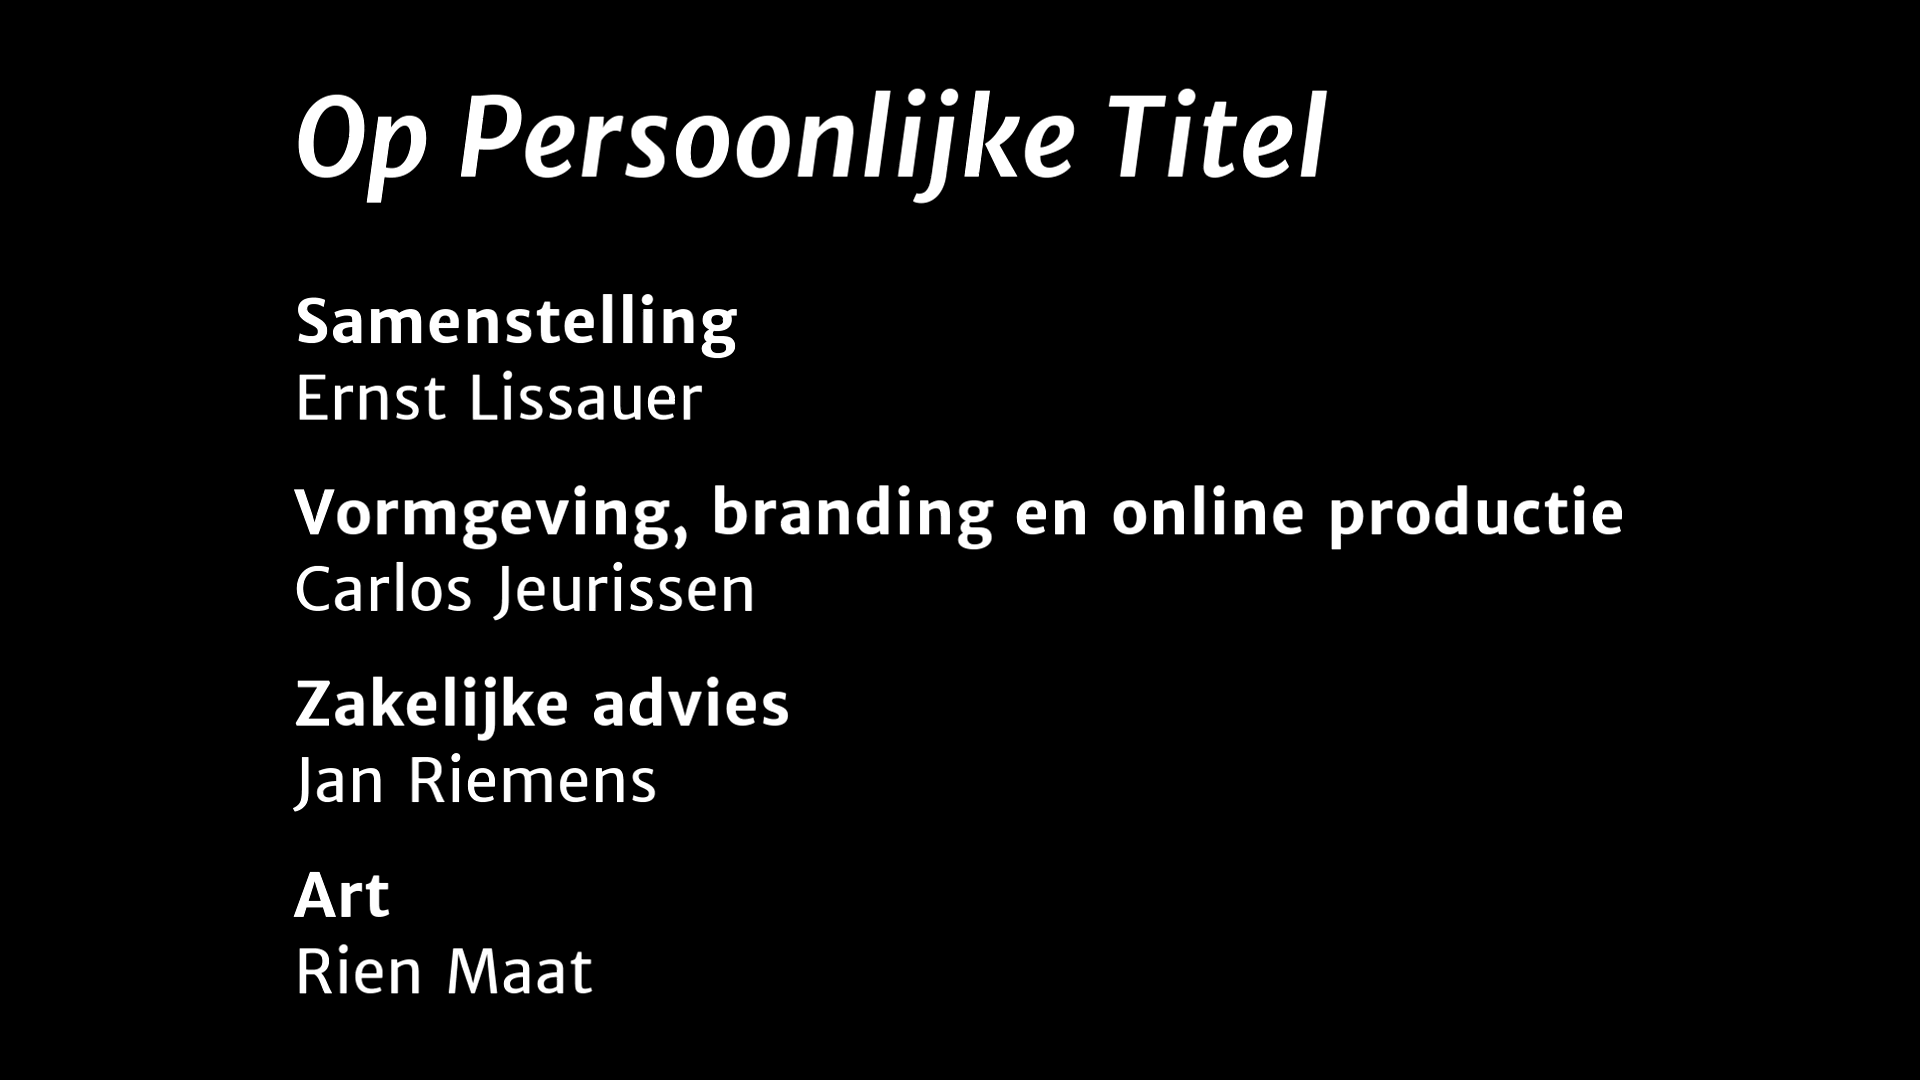 Op Persoonlijke Titel
Samenstelling
Ernst Lissauer
Vormgeving, branding en online productie
Carlos Jeurissen
Zakelijke advies
Jan Riemens
Art
Rien Maat